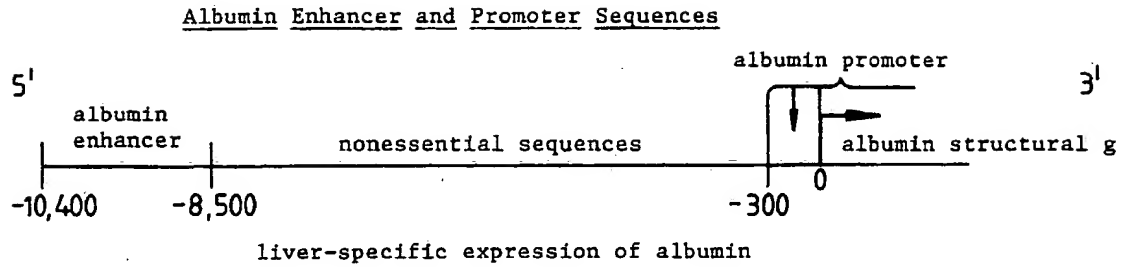 Albumin Enhancer and Promoter Sequences
albumin promoter
5' 3'
albumin
enhancer nonessential sequences albumin structural g
-10,400 -8,500 -300 0
liver-specific expression of albumin